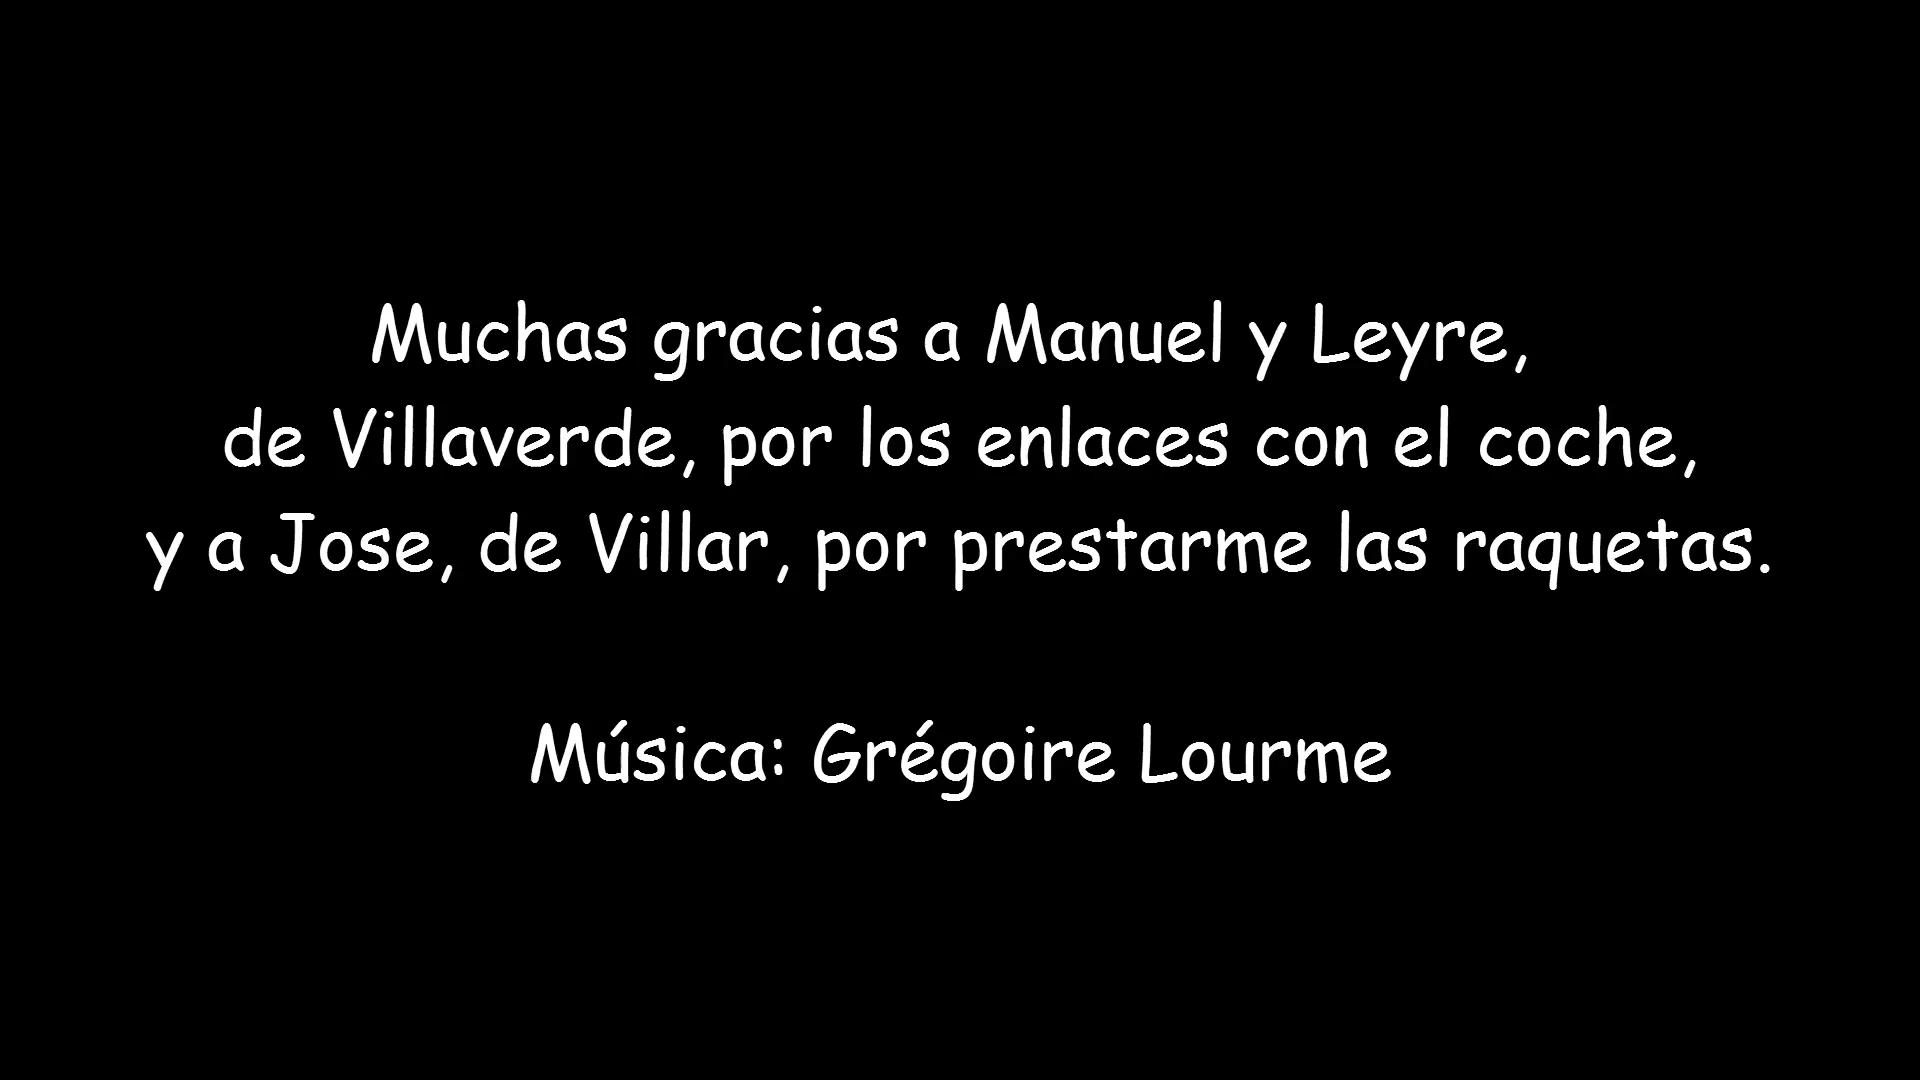 Muchas gracias a Manuel y Leyre,
de Villaverde, por los enlaces con el coche,
y a Jose, de Villar, por prestarme las raquetas.
Música: Grégoire Lourme